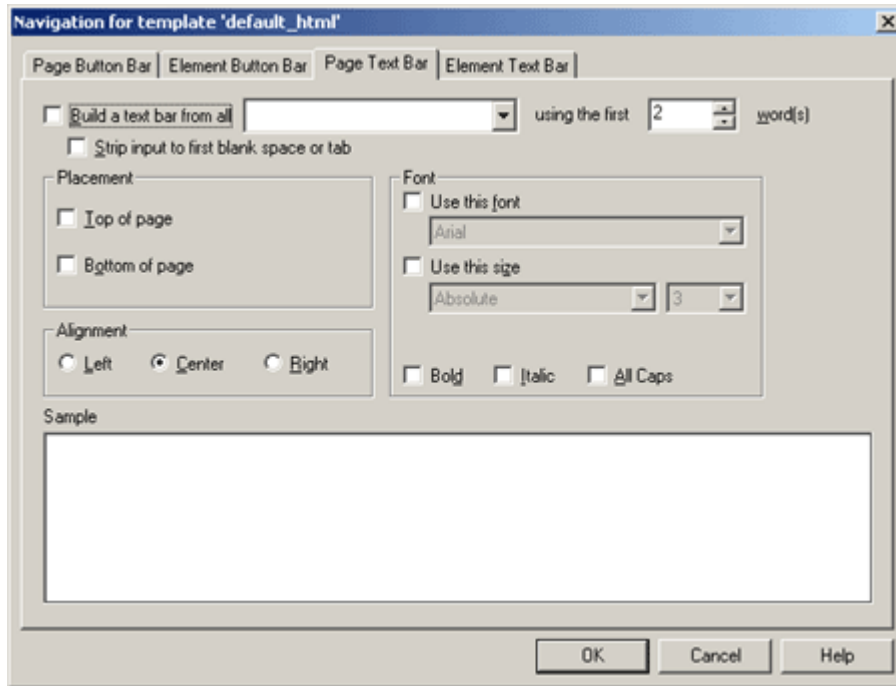 Navigation for template 'default_html'
Page Button Bar Element Button Bar Page Text Bar Element Text Bar
Build a text bar from all using the first 2 word(s)
Strip input to first blank space or tab
Placement
Top of page
Bottom of page
Font
Use this font
Arial
Use this size
Absolute 3
Bold Italic All Caps
Alignment
Left Center Right
Sample
OK Cancel Help